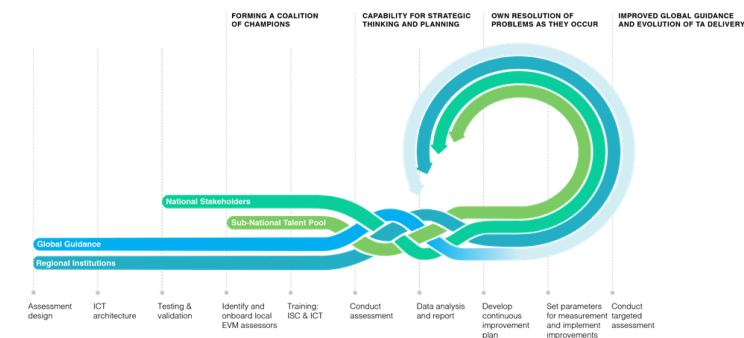 FORMING A COALITION
OF CHAMPIONS
CAPABILITY FOR STRATEGIC
THINKING AND PLANNING
OWN RESOLUTION OF
PROBLEMS AS THEY OCCUR
IMPROVED GLOBAL GUIDANCE
AND EVOLUTION OF TA DELIVERY
National Stakeholders
Sub-National Talent Pool
Global Guidance
Regional Institutions
Assessment
design
ICT
architecture
Testing &
validation
Identify and
onboard local
EVM assessors
Training:
ISC & ICT
Conduct
assessment
Data analysis
and report
Develop
continuous
improvement
plan
Set parameters
for measurement
and implement
improvements
Conduct
targeted
assessment